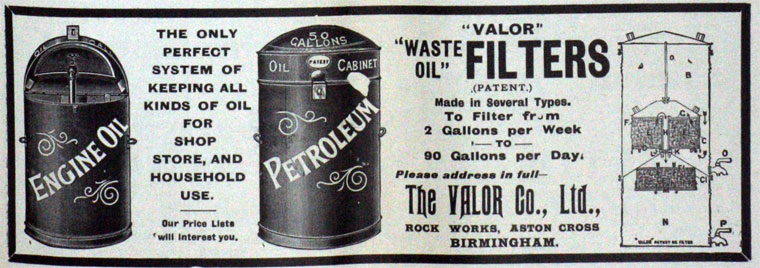 THE ONLY
PERFECT
SYSTEM OF
KEEPING ALL
KINDS OF OIL
FOR
SHOP
STORE, AND
HOUSEHOLD
USE.
Our Price Lists
will interest you.
ENGINE OIL
50
GALLONS
OIL PATENT CABINET
PETROLEUM
"VALOR"
"WASTE
OIL" FILTERS
(PATENT.)
Made in Several Types.
To Filter from
2 Gallons per Week
TO
90 Gallons per Day.
Please address in full—
The VALOR Co., Ltd.,
ROCK WORKS, ASTON CROSS
BIRMINGHAM.
A
D
B
C
F
H
K
O
N
P